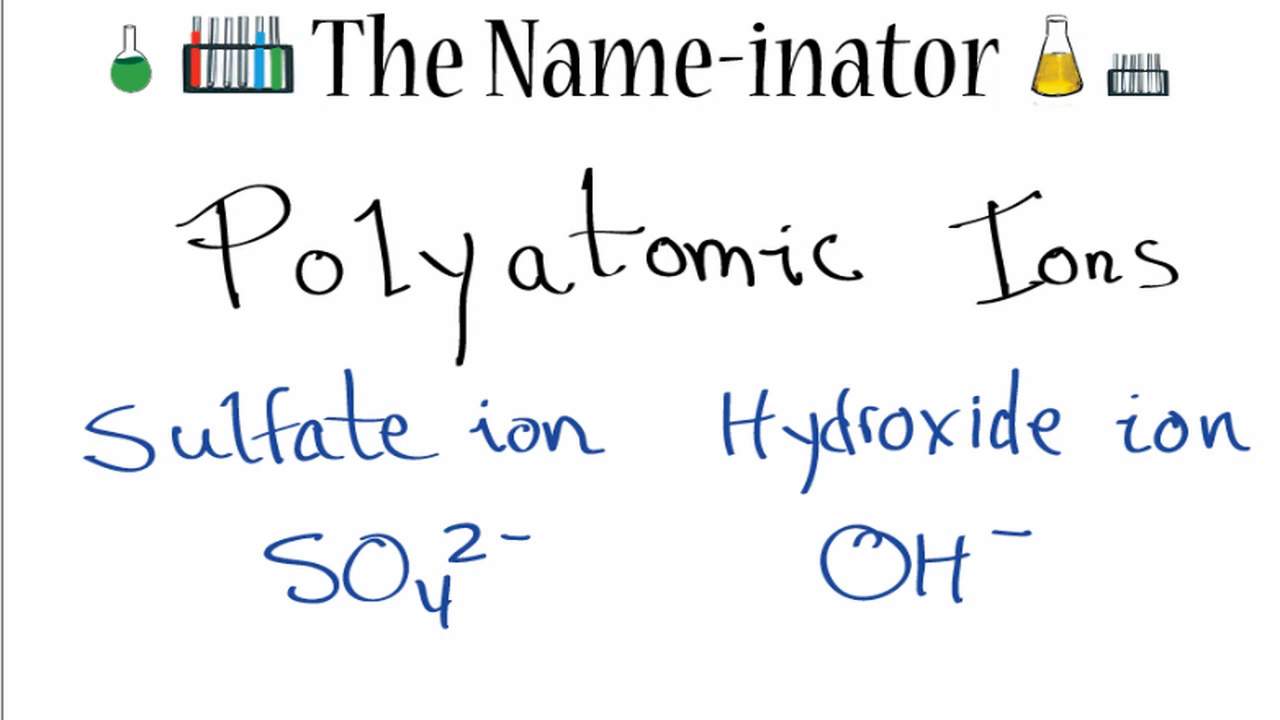 The Name-inator
Polyatomic Ions
Sulfate ion Hydroxide ion
SO₄²⁻ OH⁻